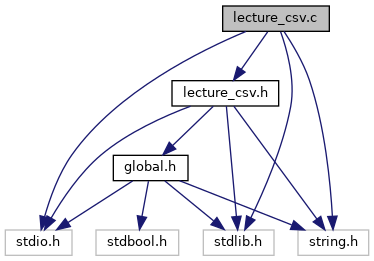 lecture_csv.c
lecture_csv.h
global.h
stdio.h
stdbool.h
stdlib.h
string.h